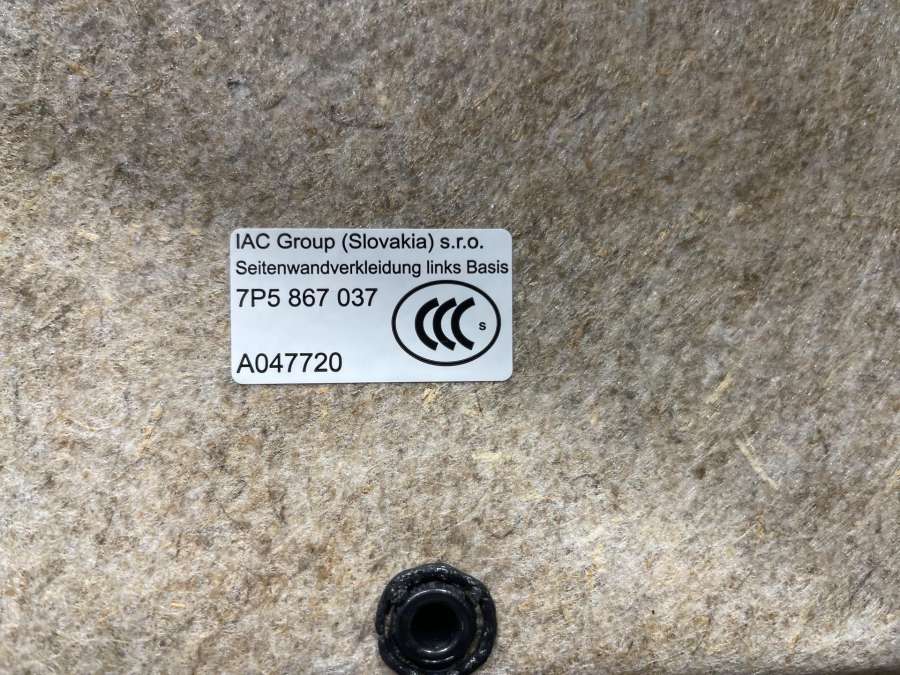 IAC Group (Slovakia) s.r.o.
Seitenwandverkleidung links Basis
7P5 867 037
CCC S
A047720